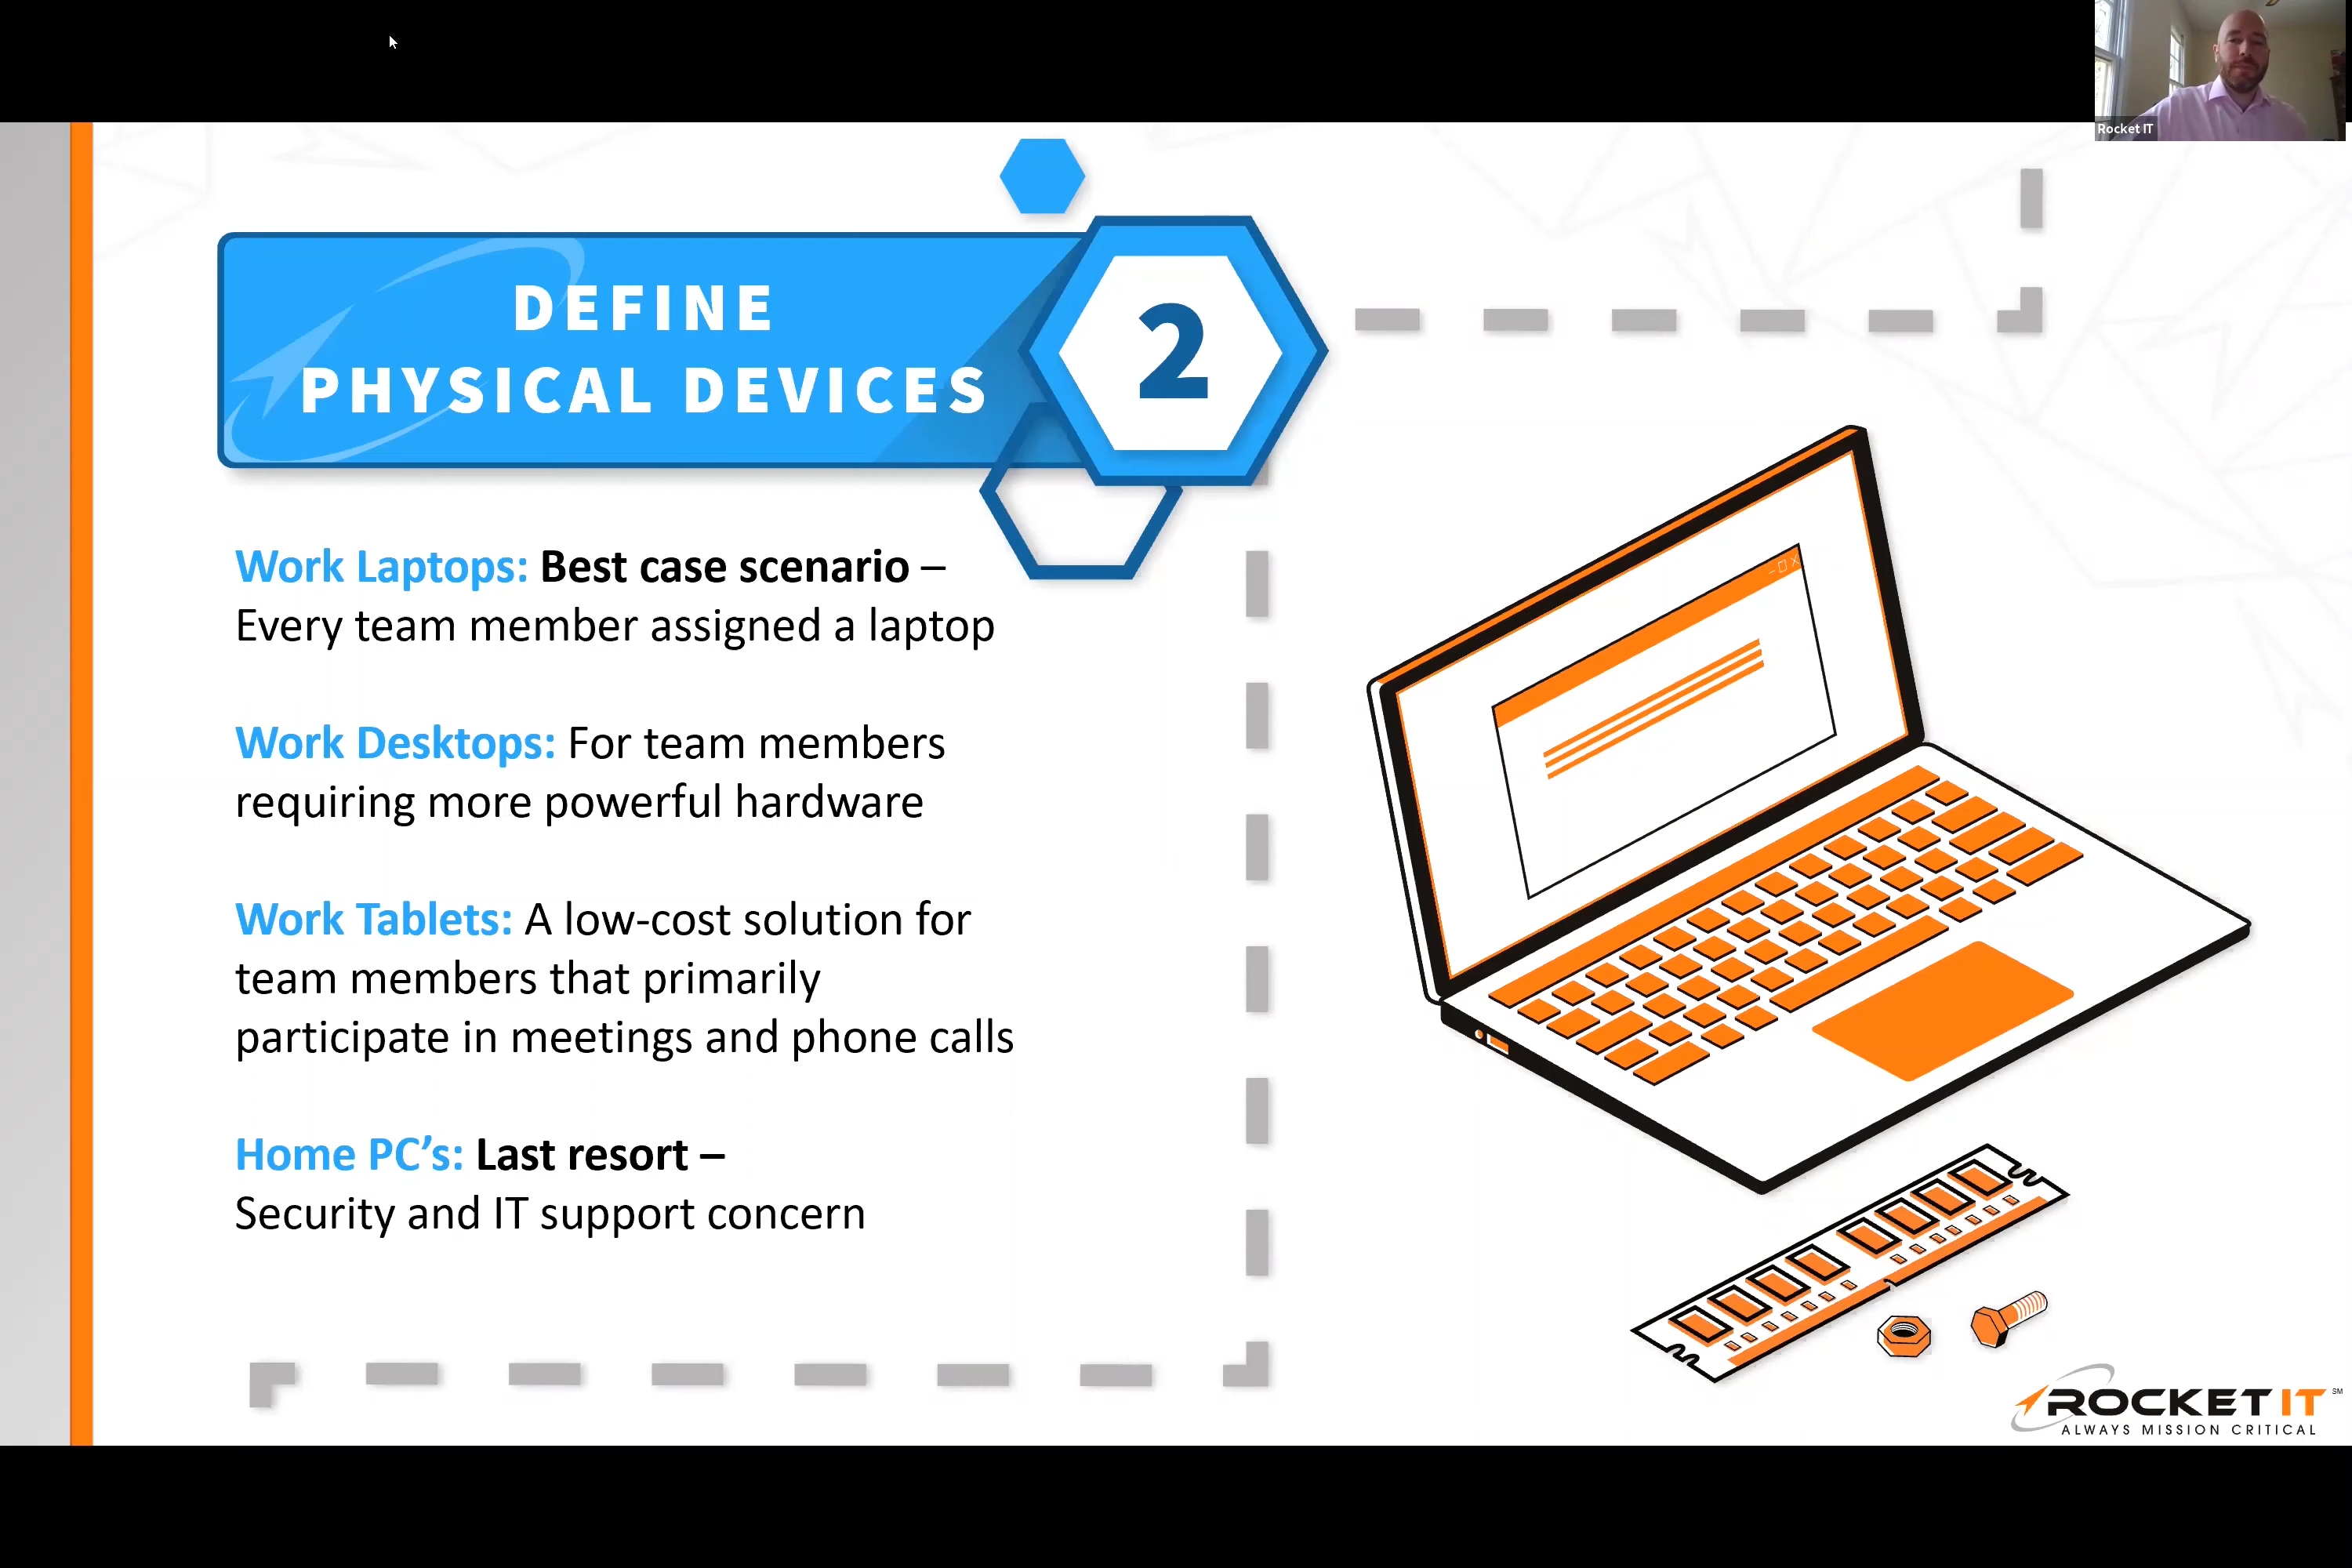 Rocket IT
DEFINE
PHYSICAL DEVICES
2
Work Laptops: Best case scenario –
Every team member assigned a laptop
Work Desktops: For team members
requiring more powerful hardware
Work Tablets: A low-cost solution for
team members that primarily
participate in meetings and phone calls
Home PC’s: Last resort –
Security and IT support concern
ROCKET IT SM
ALWAYS MISSION CRITICAL